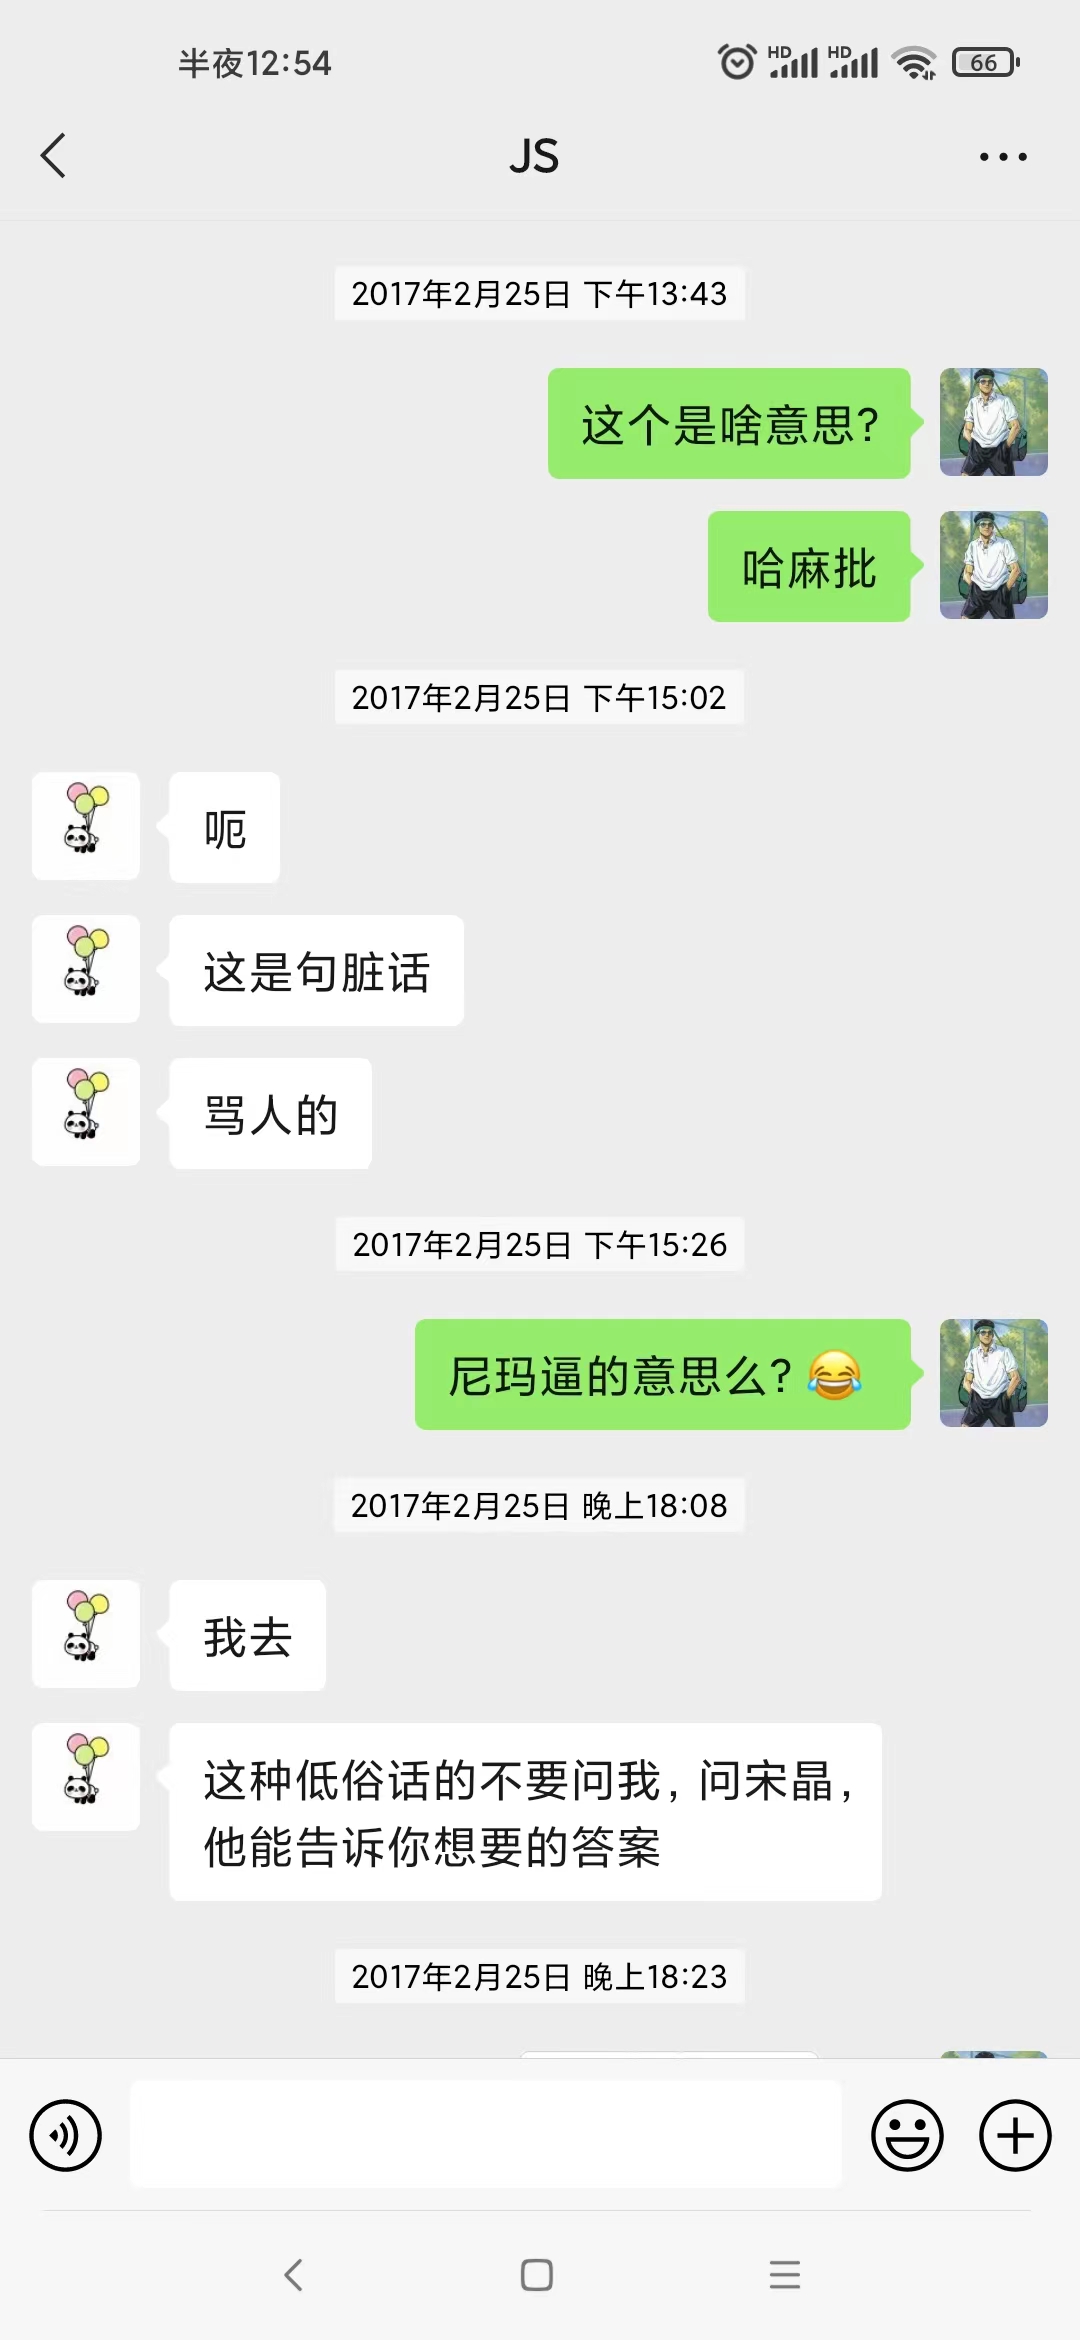 半夜12:54
HD HD 66
JS
2017年2月25日 下午13:43
这个是啥意思?
哈麻批
2017年2月25日 下午15:02
呃
这是句脏话
骂人的
2017年2月25日 下午15:26
尼玛逼的意思么?😂
2017年2月25日 晚上18:08
我去
这种低俗话的不要问我，问宋晶，
他能告诉你想要的答案
2017年2月25日 晚上18:23